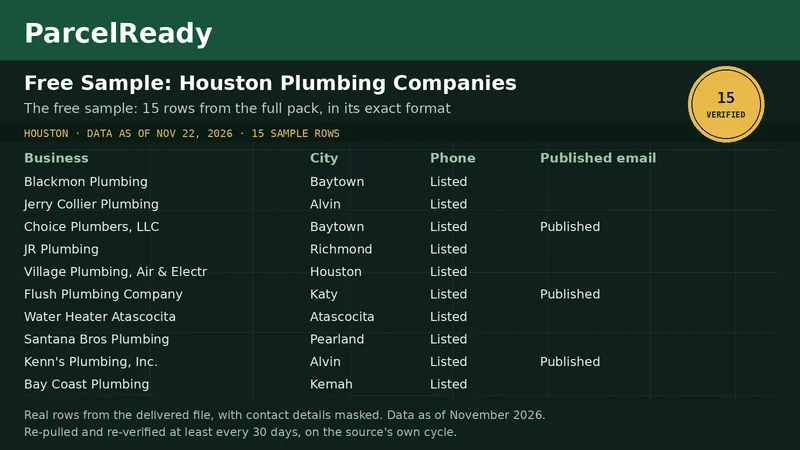 ParcelReady
Free Sample: Houston Plumbing Companies
The free sample: 15 rows from the full pack, in its exact format
15
VERIFIED
HOUSTON · DATA AS OF NOV 22, 2026 · 15 SAMPLE ROWS
Business City Phone Published email
Blackmon Plumbing Baytown Listed
Jerry Collier Plumbing Alvin Listed
Choice Plumbers, LLC Baytown Listed Published
JR Plumbing Richmond Listed
Village Plumbing, Air & Electr Houston Listed
Flush Plumbing Company Katy Listed Published
Water Heater Atascocita Atascocita Listed
Santana Bros Plumbing Pearland Listed
Kenn's Plumbing, Inc. Alvin Listed Published
Bay Coast Plumbing Kemah Listed
Real rows from the delivered file, with contact details masked. Data as of November 2026.
Re-pulled and re-verified at least every 30 days, on the source's own cycle.